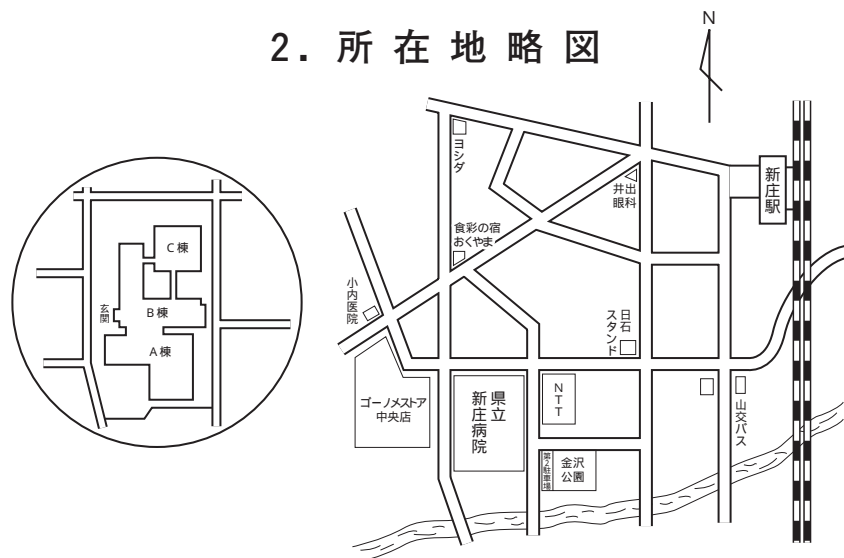 2. 所在地略図
N
ヨシダ
井出
眼科
新庄駅
食彩の宿
おくやま
小内医院
日石
スタンド
C棟
玄関
B棟
A棟
ゴーノメストア
中央店
県立
新庄病院
NTT
山交バス
第2駐車場
金沢
公園